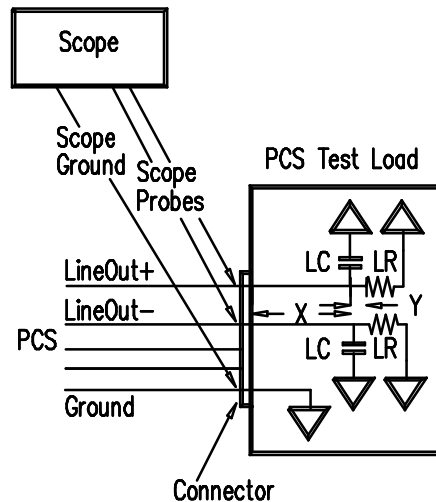 Scope
Scope
Ground
Scope
Probes
PCS Test Load
LC
LR
LineOut+
LineOut-
X
Y
PCS
LC
LR
Ground
Connector